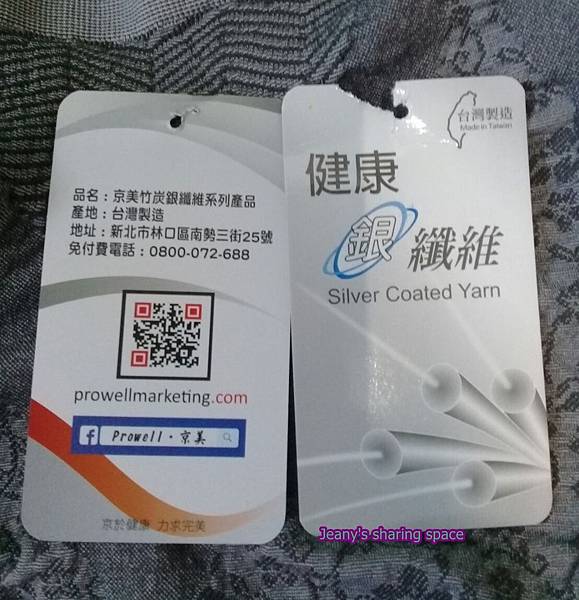 品名：京美竹炭銀纖維系列產品
產地：台灣製造
地址：新北市林口區南勢三街25號
免付費電話：0800-072-688
prowellmarketing.com
f Prowell·京美
京於健康 力求完美
台灣製造
Made in Taiwan
健康
銀纖維
Silver Coated Yarn
Jeany's sharing space